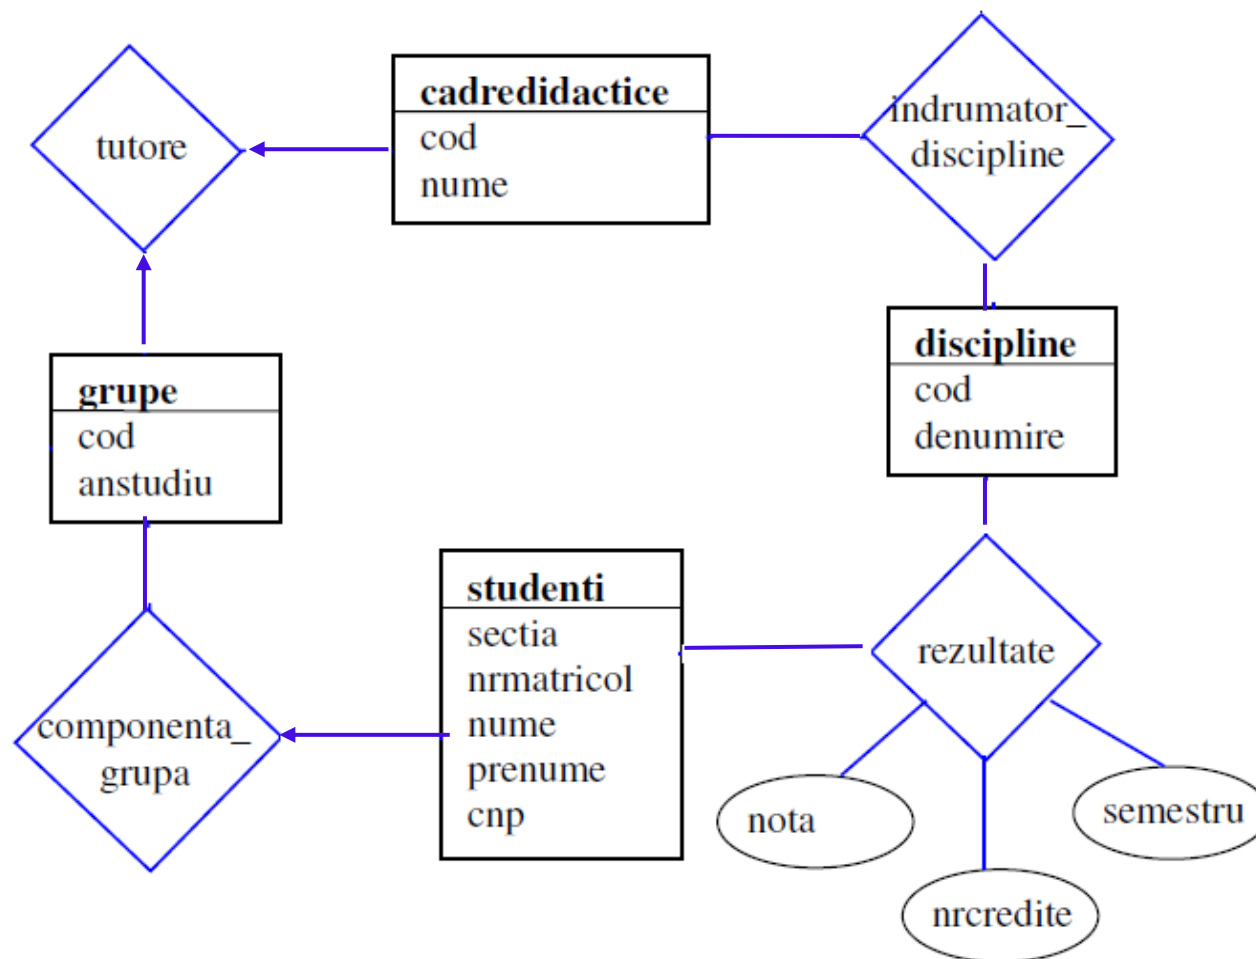 tutore
cadredidactice
cod
nume
indrumator_
discipline
grupe
cod
anstudiu
discipline
cod
denumire
componenta_
grupa
studenti
sectia
nrmatricol
nume
prenume
cnp
rezultate
nota
nrcredite
semestru